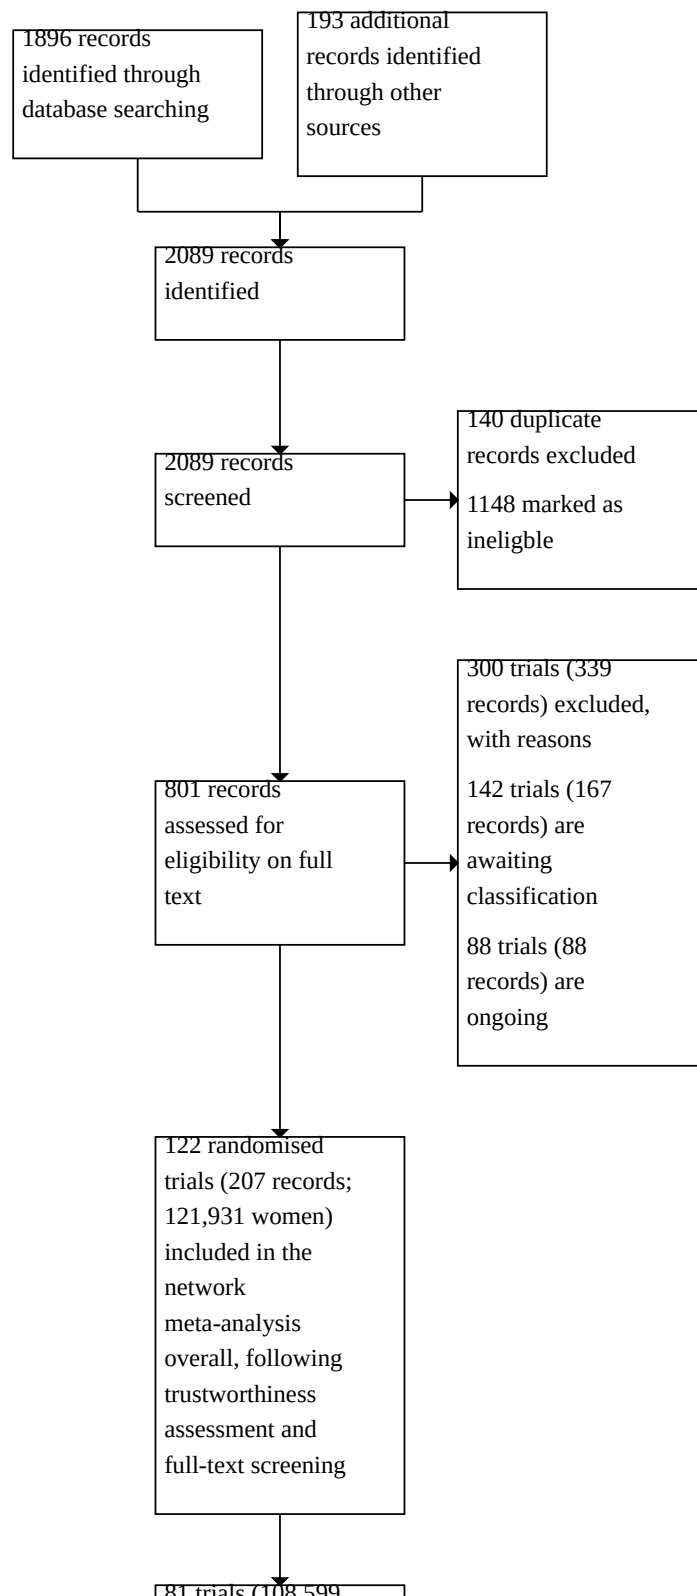 1896 records
identified through
database searching
193 additional
records identified
through other
sources
2089 records
identified
2089 records
screened
140 duplicate
records excluded
1148 marked as
ineligble
801 records
assessed for
eligibility on full
text
300 trials (339
records) excluded,
with reasons
142 trials (167
records) are
awaiting
classification
88 trials (88
records) are
ongoing
122 randomised
trials (207 records;
121,931 women)
included in the
network
meta-analysis
overall, following
trustworthiness
assessment and
full-text screening
81 trials (108,599